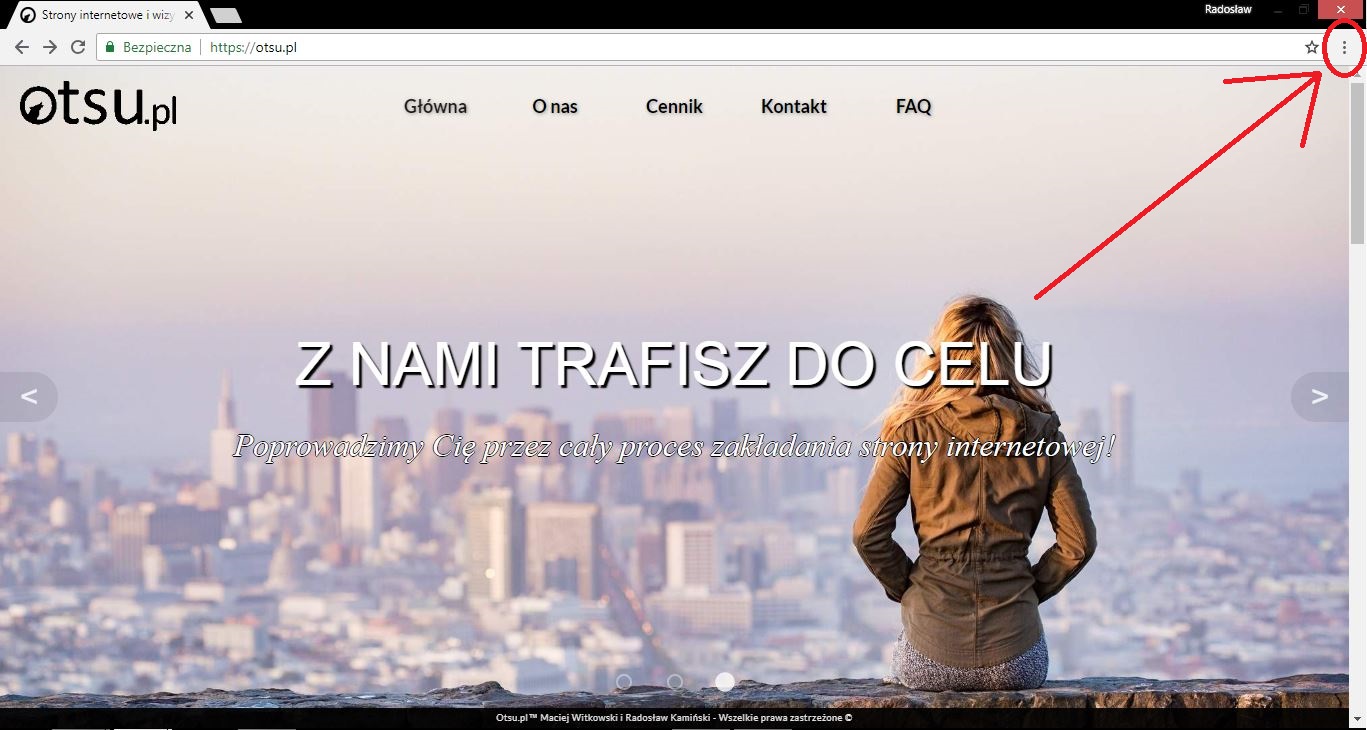 Strony internetowe i wizy
Radosław
Bezpieczna
https://otsu.pl
otsu.pl
Główna
O nas
Cennik
Kontakt
FAQ
Z NAMI TRAFISZ DO CELU
<
>
Poprowadzimy Cię przez cały proces zakładania strony internetowej!
Otsu.pl™ Maciej Witkowski i Radosław Kamiński - Wszelkie prawa zastrzeżone ©